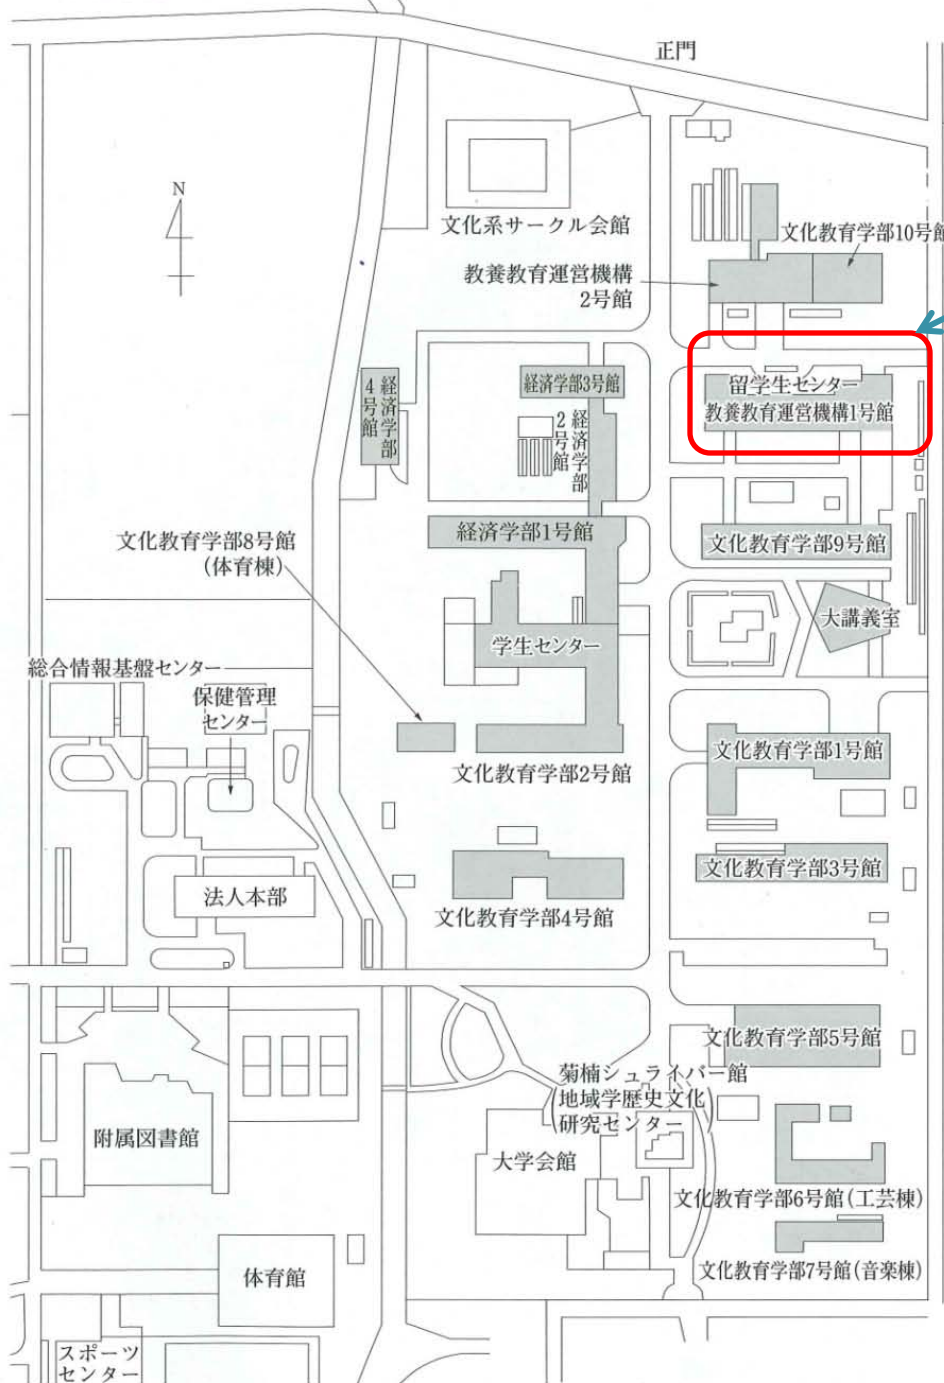 正門
N
文化系サークル会館
文化教育学部10号館
教養教育運営機構
2号館
留学生センター
教養教育運営機構1号館
経済学部
4号館
経済学部3号館
経済学部
2号館
経済学部1号館
文化教育学部9号館
文化教育学部8号館
(体育棟)
大講義室
学生センター
総合情報基盤センター
保健管理
センター
文化教育学部1号館
文化教育学部2号館
文化教育学部3号館
法人本部
文化教育学部4号館
文化教育学部5号館
菊楠シュライバー館
(地域学歴史文化
研究センター)
附属図書館
大学会館
文化教育学部6号館(工芸棟)
文化教育学部7号館(音楽棟)
体育館
スポーツ
センター